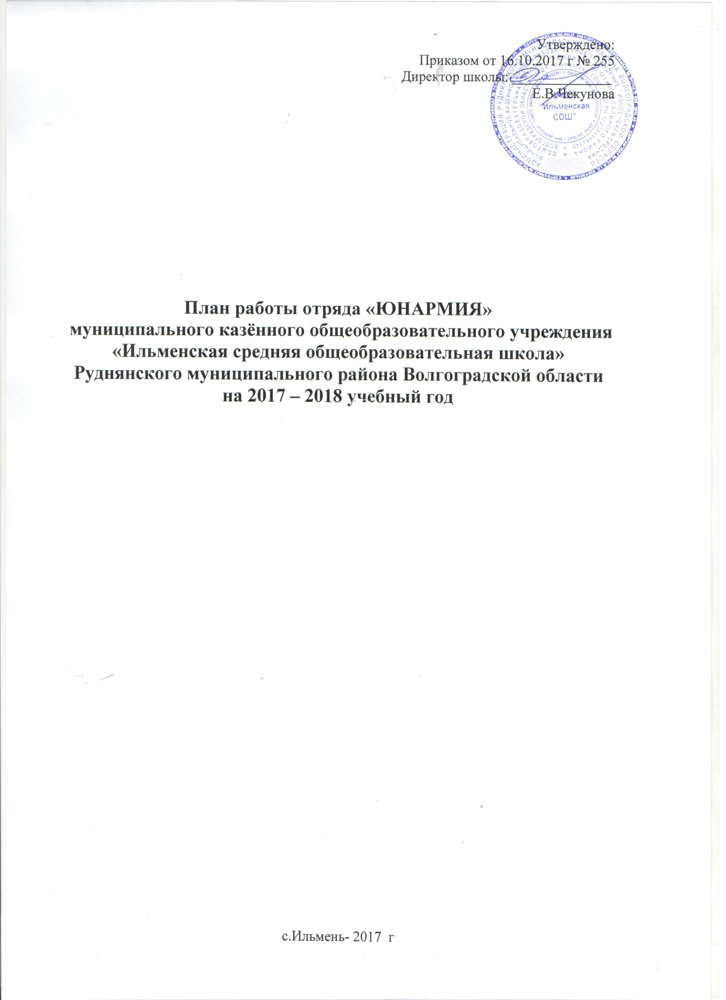 Утверждено:
Приказом от 16.10.2017 г № 255
Директор школы: ______________
Е.В.Чекунова
"Ильменская
СОШ"
План работы отряда «ЮНАРМИЯ»
муниципального казённого общеобразовательного учреждения
«Ильменская средняя общеобразовательная школа»
Руднянского муниципального района Волгоградской области
на 2017 – 2018 учебный год
с.Ильмень- 2017 г